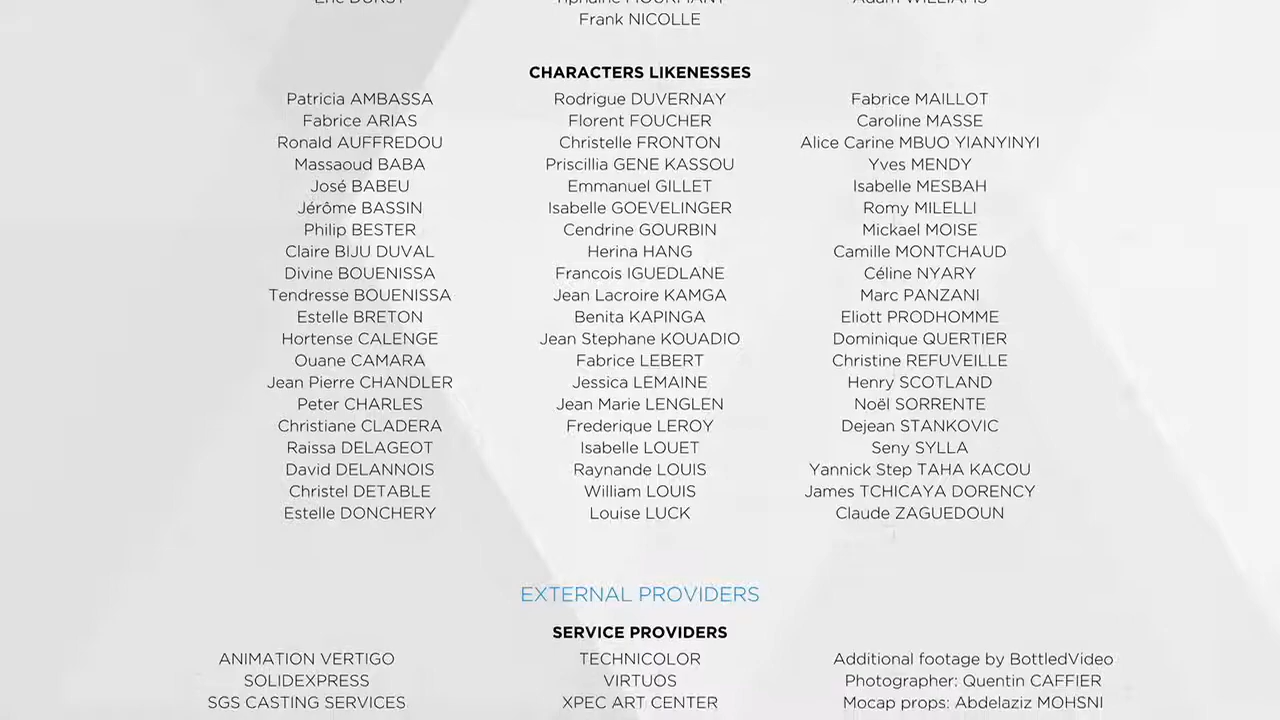 Frank NICOLLE
CHARACTERS LIKENESSES
Patricia AMBASSA
Fabrice ARIAS
Ronald AUFFREDOU
Massaoud BABA
José BABEU
Jérôme BASSIN
Philip BESTER
Claire BIJU DUVAL
Divine BOUENISSA
Tendresse BOUENISSA
Estelle BRETON
Hortense CALENGE
Ouane CAMARA
Jean Pierre CHANDLER
Peter CHARLES
Christiane CLADERA
Raissa DELAGEOT
David DELANNOIS
Christel DETABLE
Estelle DONCHERY
Rodrigue DUVERNAY
Florent FOUCHER
Christelle FRONTON
Priscillia GENE KASSOU
Emmanuel GILLET
Isabelle GOEVELINGER
Cendrine GOURBIN
Herina HANG
Francois IGUEDLANE
Jean Lacroire KAMGA
Benita KAPINGA
Jean Stephane KOUADIO
Fabrice LEBERT
Jessica LEMAINE
Jean Marie LENGLEN
Frederique LEROY
Isabelle LOUET
Raynande LOUIS
William LOUIS
Louise LUCK
Fabrice MAILLOT
Caroline MASSE
Alice Carine MBUO YIANYINYI
Yves MENDY
Isabelle MESBAH
Romy MILELLI
Mickael MOISE
Camille MONTCHAUD
Céline NYARY
Marc PANZANI
Eliott PRODHOMME
Dominique QUERTIER
Christine REFUVEILLE
Henry SCOTLAND
Noël SORRENTE
Dejean STANKOVIC
Seny SYLLA
Yannick Step TAHA KACOU
James TCHICAYA DORENCY
Claude ZAGUEDOUN
EXTERNAL PROVIDERS
SERVICE PROVIDERS
ANIMATION VERTIGO
SOLIDEXPRESS
SGS CASTING SERVICES
TECHNICOLOR
VIRTUOS
XPEC ART CENTER
Additional footage by BottledVideo
Photographer: Quentin CAFFIER
Mocap props: Abdelaziz MOHSNI